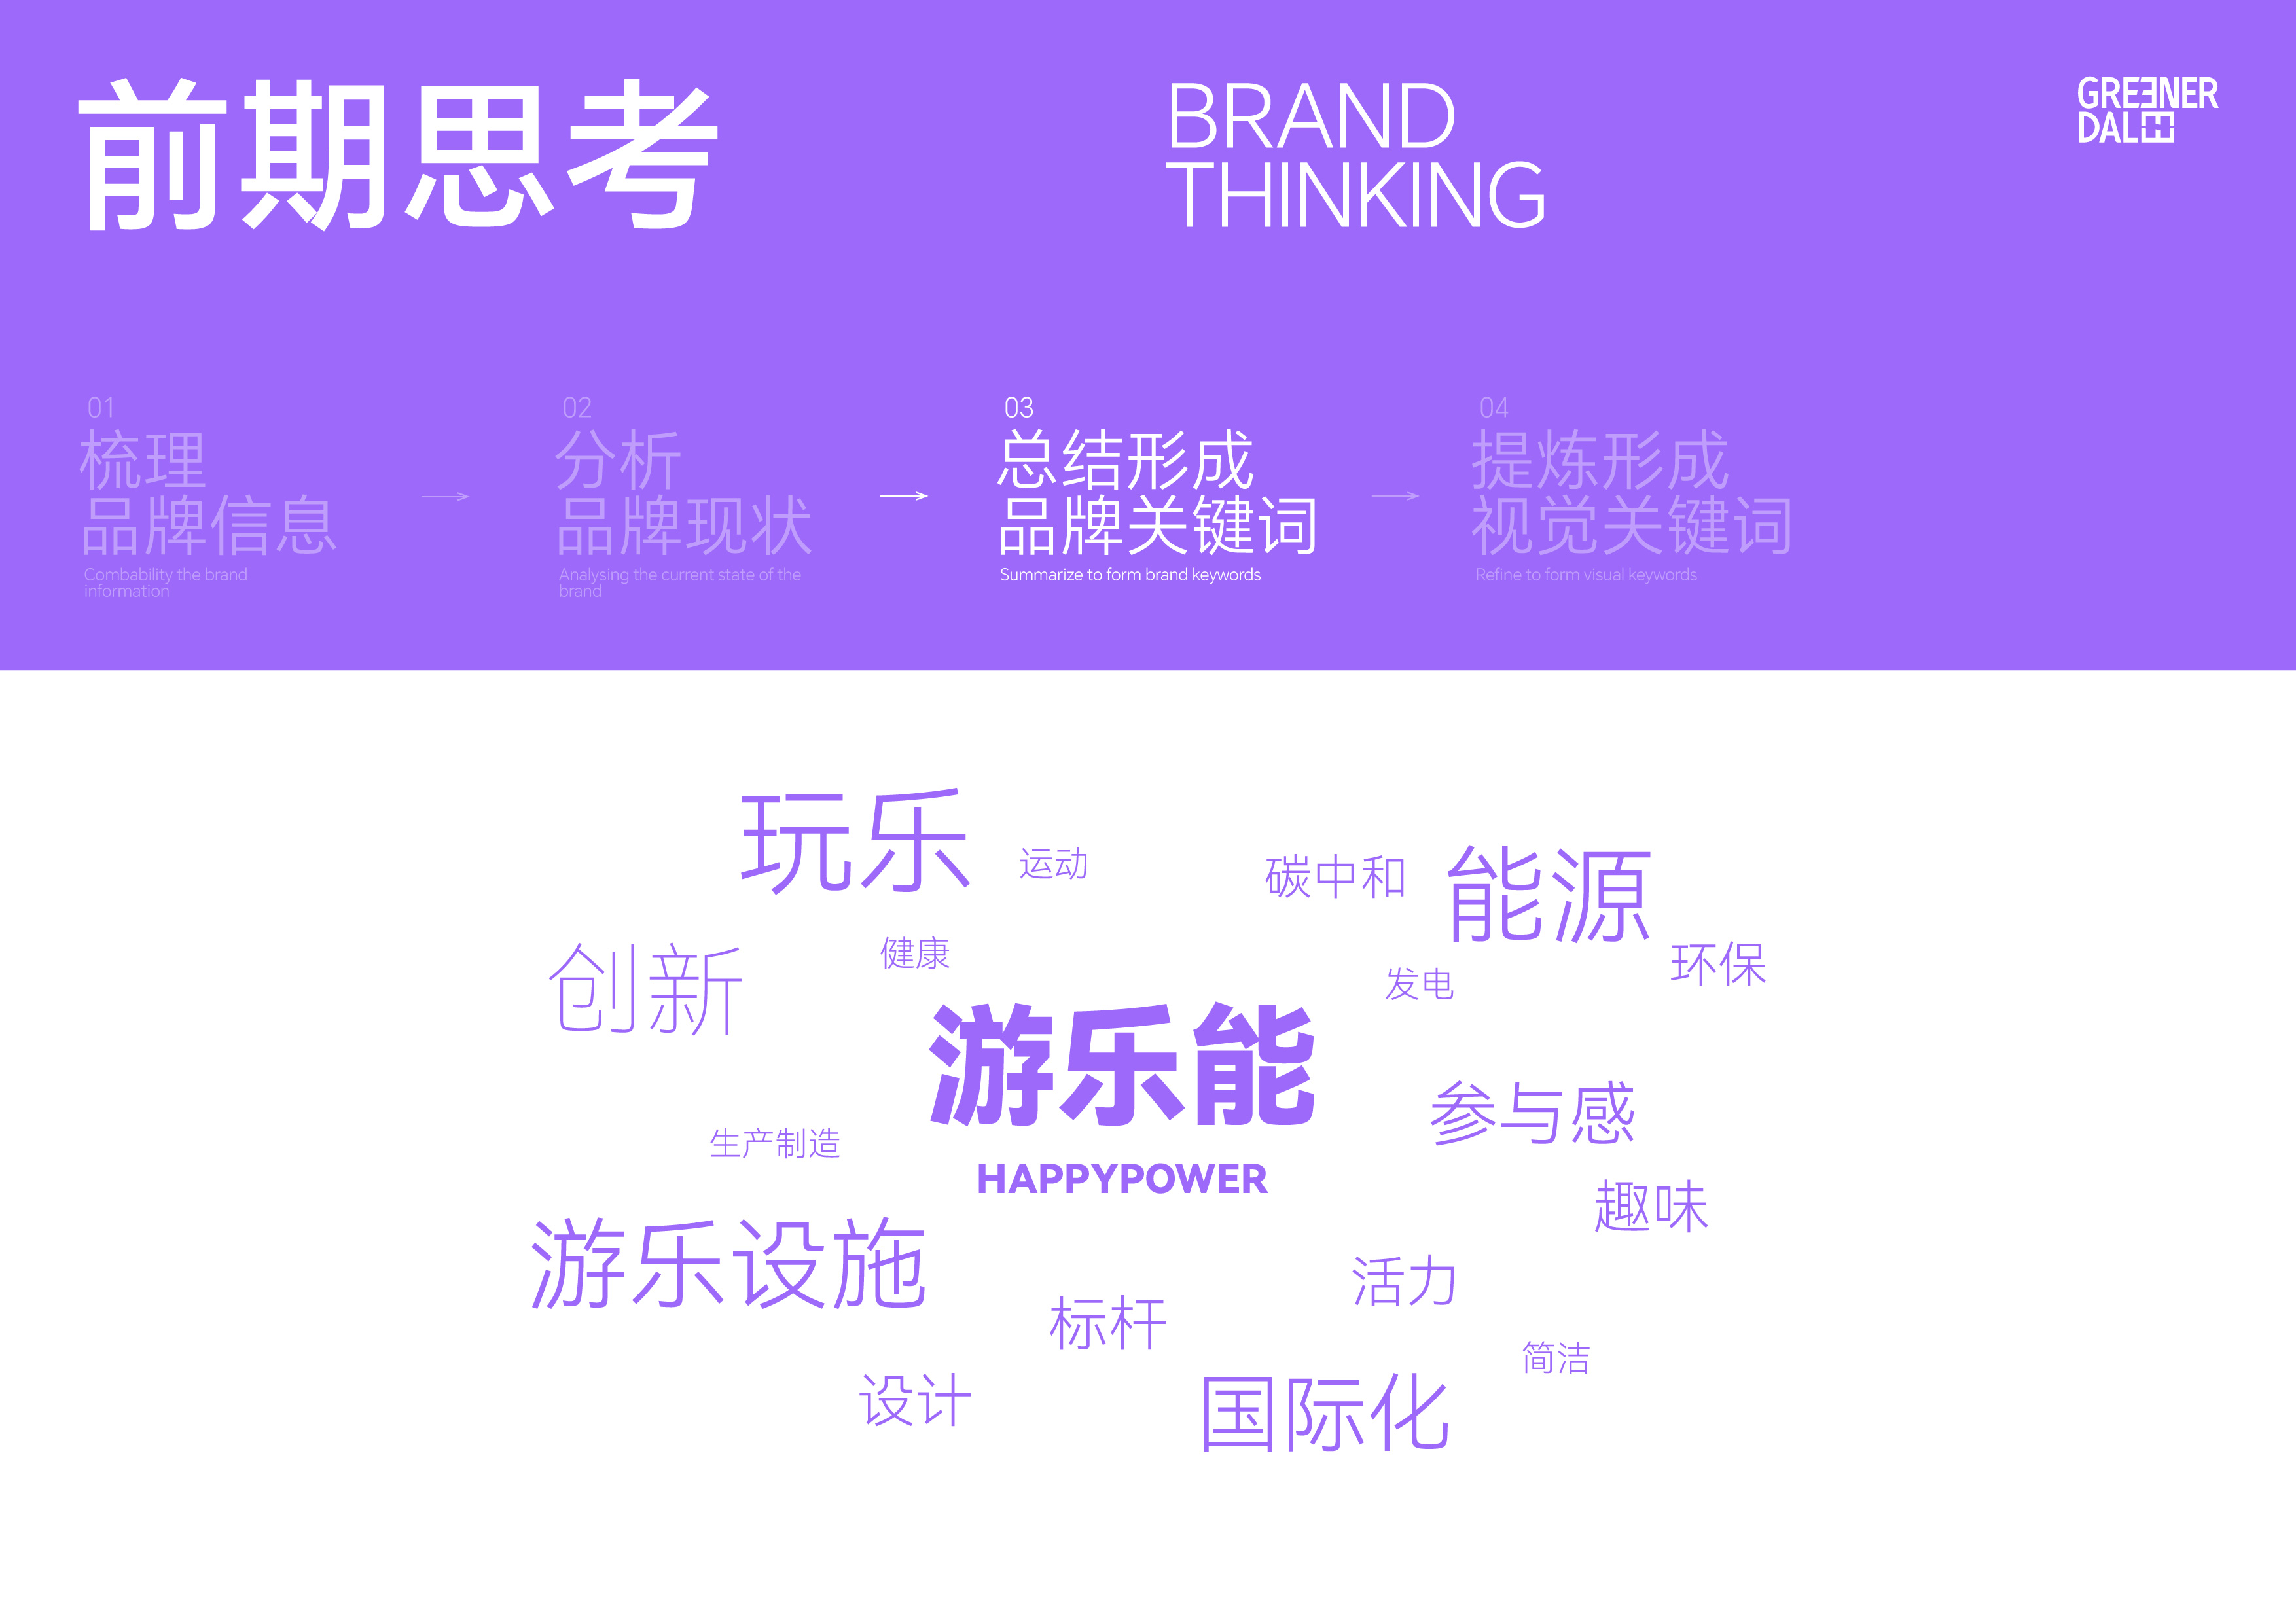 前期思考
BRAND
THINKING
GREENER
DALE
01
梳理
品牌信息
Combability the brand
information
02
分析
品牌现状
Analysing the current state of the
brand
03
总结形成
品牌关键词
Summarize to form brand keywords
04
提炼形成
视觉关键词
Refine to form visual keywords
玩乐
运动
碳中和
能源
创新
健康
发电
环保
游乐能
HAPPYPOWER
生产制造
参与感
趣味
游乐设施
活力
标杆
简洁
设计
国际化